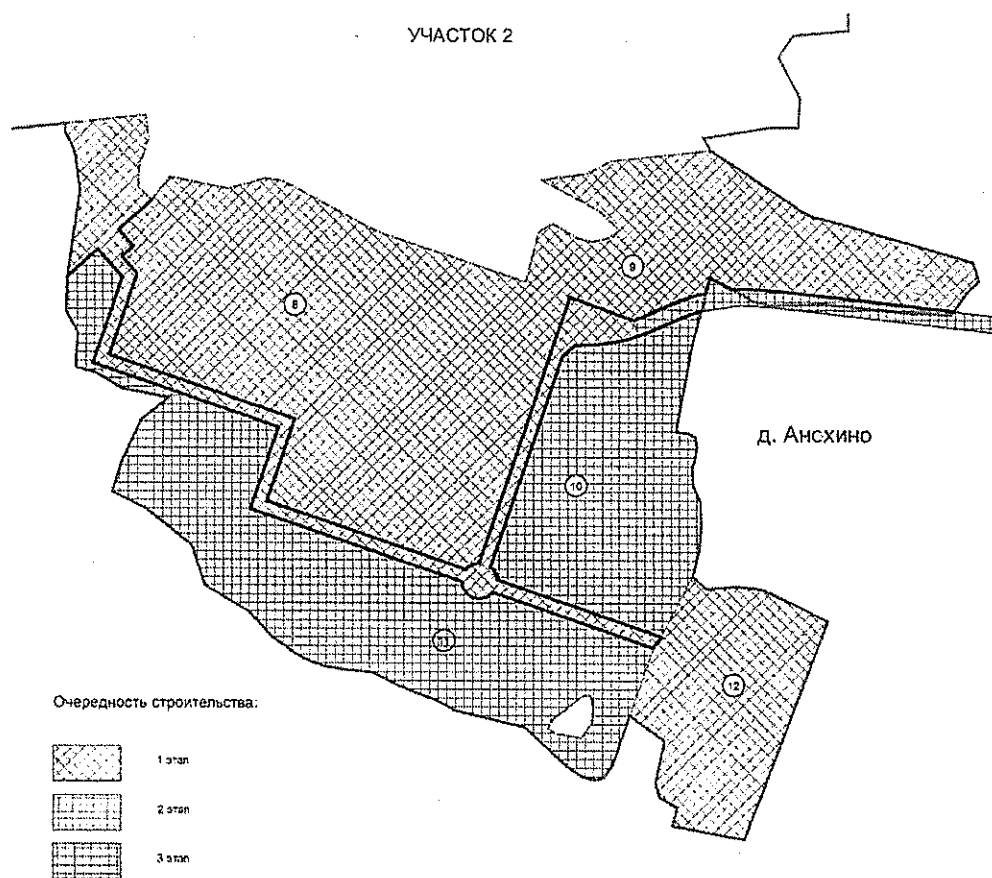 УЧАСТОК 2
9
8
д. Ансхино
10
11
12
Очередность строительства:
1 этап
2 этап
3 этап